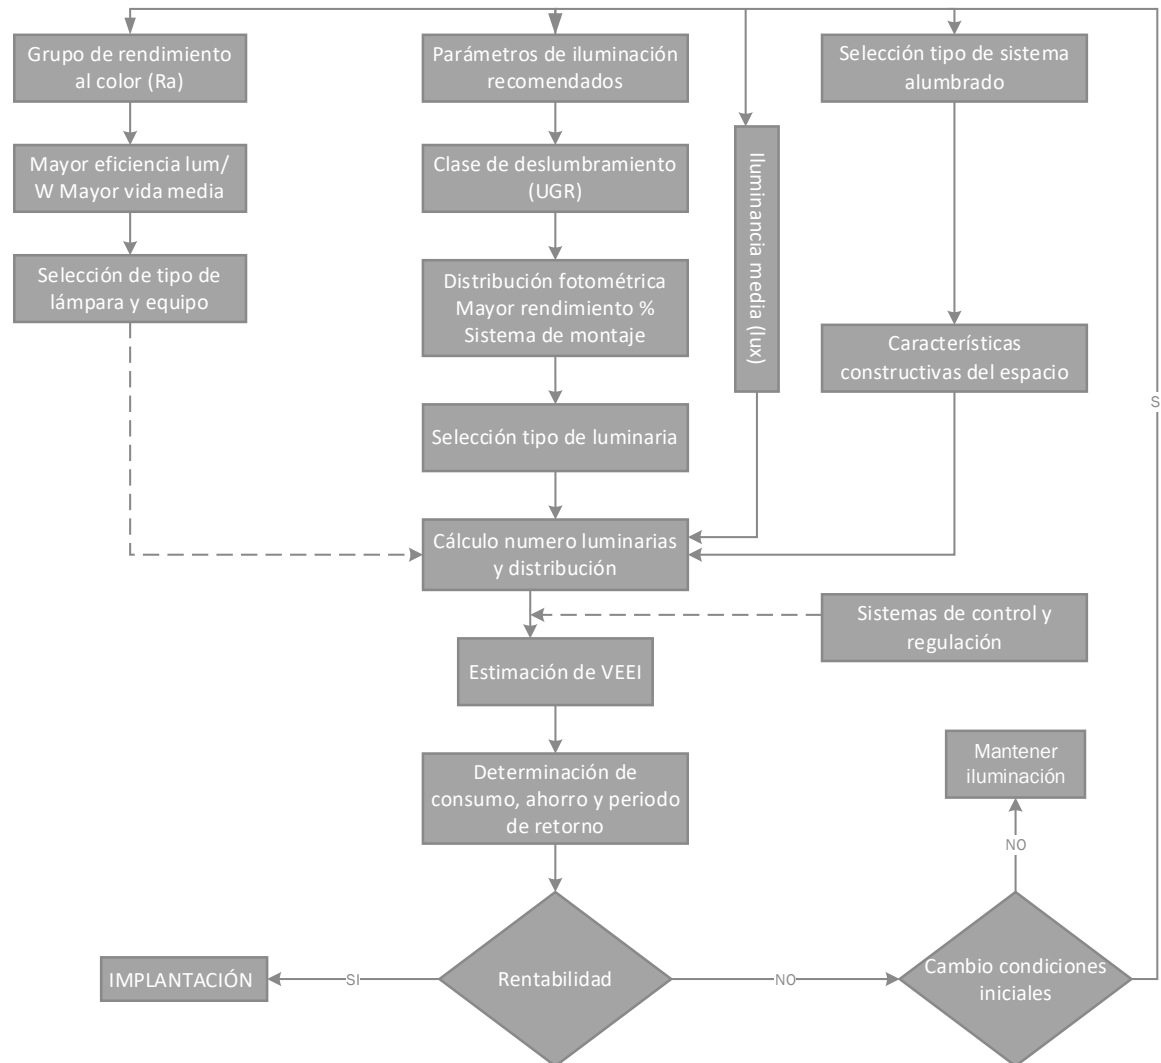 Grupo de rendimiento
al color (Ra)
Parámetros de iluminación
recomendados
Selección tipo de sistema
alumbrado
Mayor eficiencia lum/
W Mayor vida media
Clase de deslumbramiento
(UGR)
Iluminancia media (lux)
Selección de tipo de
lámpara y equipo
Distribución fotométrica
Mayor rendimiento %
Sistema de montaje
Características
constructivas del espacio
S
Selección tipo de luminaria
Cálculo numero luminarias
y distribución
Sistemas de control y
regulación
Estimación de VEEI
Mantener
iluminación
Determinación de
consumo, ahorro y periodo
de retorno
NO
IMPLANTACIÓN
SI
Rentabilidad
NO
Cambio condiciones
iniciales